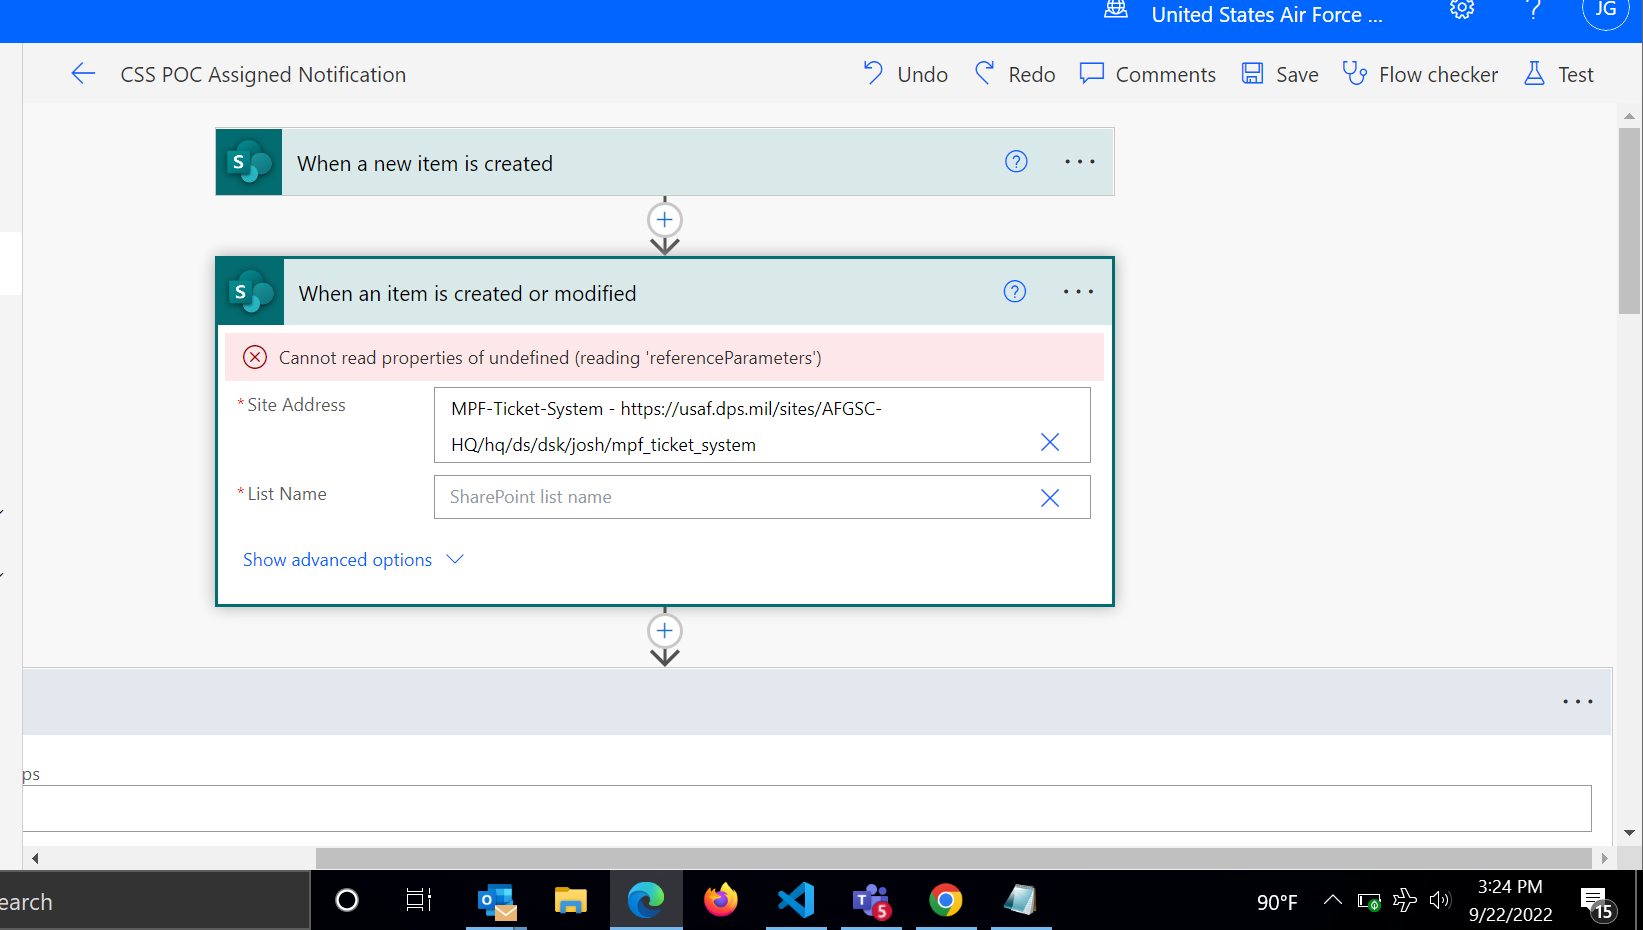 United States Air Force ...
?
JG
CSS POC Assigned Notification
Undo
Redo
Comments
Save
Flow checker
Test
S
When a new item is created
?
S
When an item is created or modified
?
Cannot read properties of undefined (reading 'referenceParameters')
* Site Address
MPF-Ticket-System - https://usaf.dps.mil/sites/AFGSC-
HQ/hq/ds/dsk/josh/mpf_ticket_system
* List Name
SharePoint list name
Show advanced options
ps
earch
O
T
5
90°F
3:24 PM
9/22/2022
15